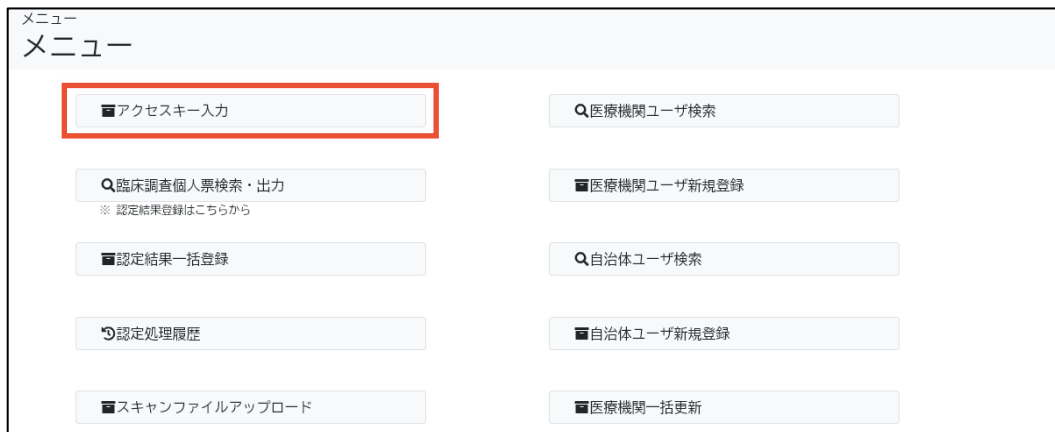 メニュー
メニュー
アクセスキー入力
医療機関ユーザ検索
臨床調査個人票検索・出力
※ 認定結果登録はこちらから
医療機関ユーザ新規登録
認定結果一括登録
自治体ユーザ検索
認定処理履歴
自治体ユーザ新規登録
スキャンファイルアップロード
医療機関一括更新